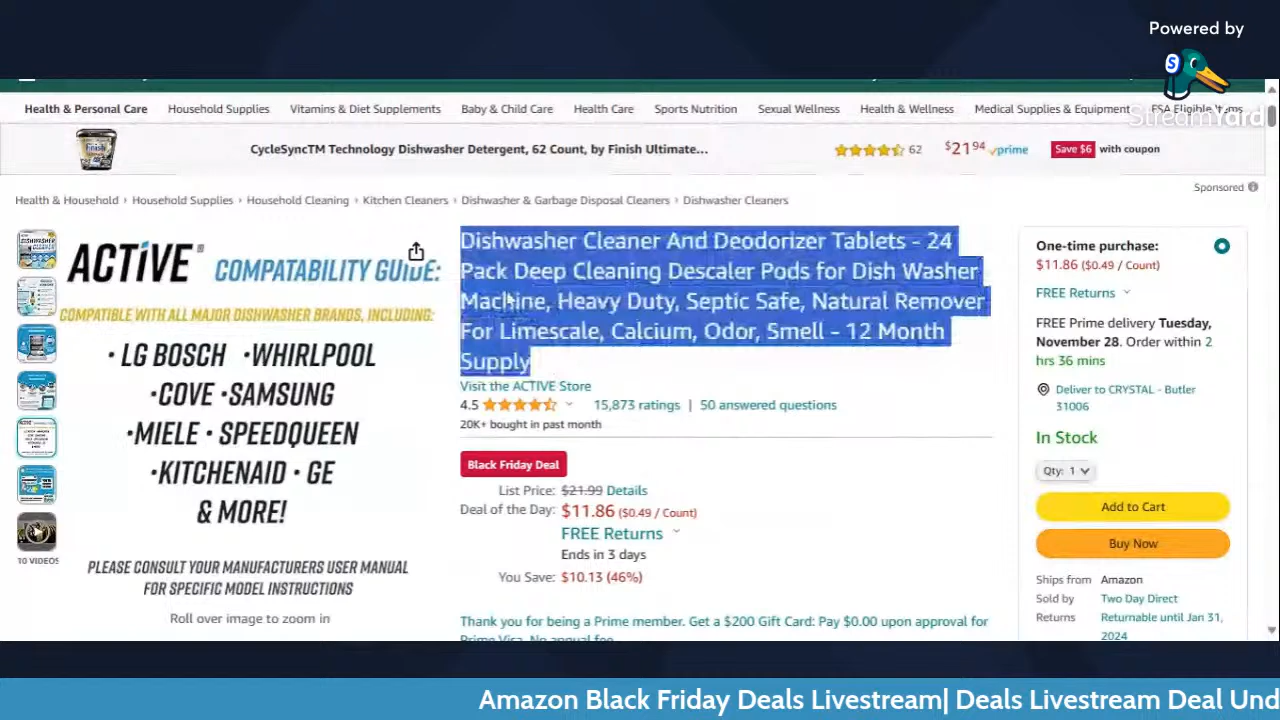 Powered by
StreamYard
Health & Personal Care Household Supplies Vitamins & Diet Supplements Baby & Child Care Health Care Sports Nutrition Sexual Wellness Health & Wellness Medical Supplies & Equipment FSA Eligible Items
Finish
CycleSyncTM Technology Dishwasher Detergent, 62 Count, by Finish Ultimate... 62 $21.94 prime Save $6 with coupon
Sponsored
Health & Household › Household Supplies › Household Cleaning › Kitchen Cleaners › Dishwasher & Garbage Disposal Cleaners › Dishwasher Cleaners
ACTIVE® COMPATABILITY GUIDE:
COMPATIBLE WITH ALL MAJOR DISHWASHER BRANDS, INCLUDING:
· LG BOSCH ·WHIRLPOOL
·COVE ·SAMSUNG
·MIELE · SPEEDQUEEN
·KITCHENAID · GE
& MORE!
PLEASE CONSULT YOUR MANUFACTURERS USER MANUAL
FOR SPECIFIC MODEL INSTRUCTIONS
Roll over image to zoom in
10 VIDEOS
Dishwasher Cleaner And Deodorizer Tablets - 24
Pack Deep Cleaning Descaler Pods for Dish Washer
Machine, Heavy Duty, Septic Safe, Natural Remover
For Limescale, Calcium, Odor, Smell - 12 Month
Supply
Visit the ACTIVE Store
4.5 15,873 ratings | 50 answered questions
20K+ bought in past month
Black Friday Deal
List Price: $21.99 Details
Deal of the Day: $11.86 ($0.49 / Count)
FREE Returns
Ends in 3 days
You Save: $10.13 (46%)
Thank you for being a Prime member. Get a $200 Gift Card: Pay $0.00 upon approval for
Prime Visa. No annual fee.
One-time purchase:
$11.86 ($0.49 / Count)
FREE Returns
FREE Prime delivery Tuesday,
November 28. Order within 2
hrs 36 mins
Deliver to CRYSTAL - Butler
31006
In Stock
Qty: 1
Add to Cart
Buy Now
Ships from Amazon
Sold by Two Day Direct
Returns Returnable until Jan 31,
2024
Amazon Black Friday Deals Livestream| Deals Livestream Deal Und